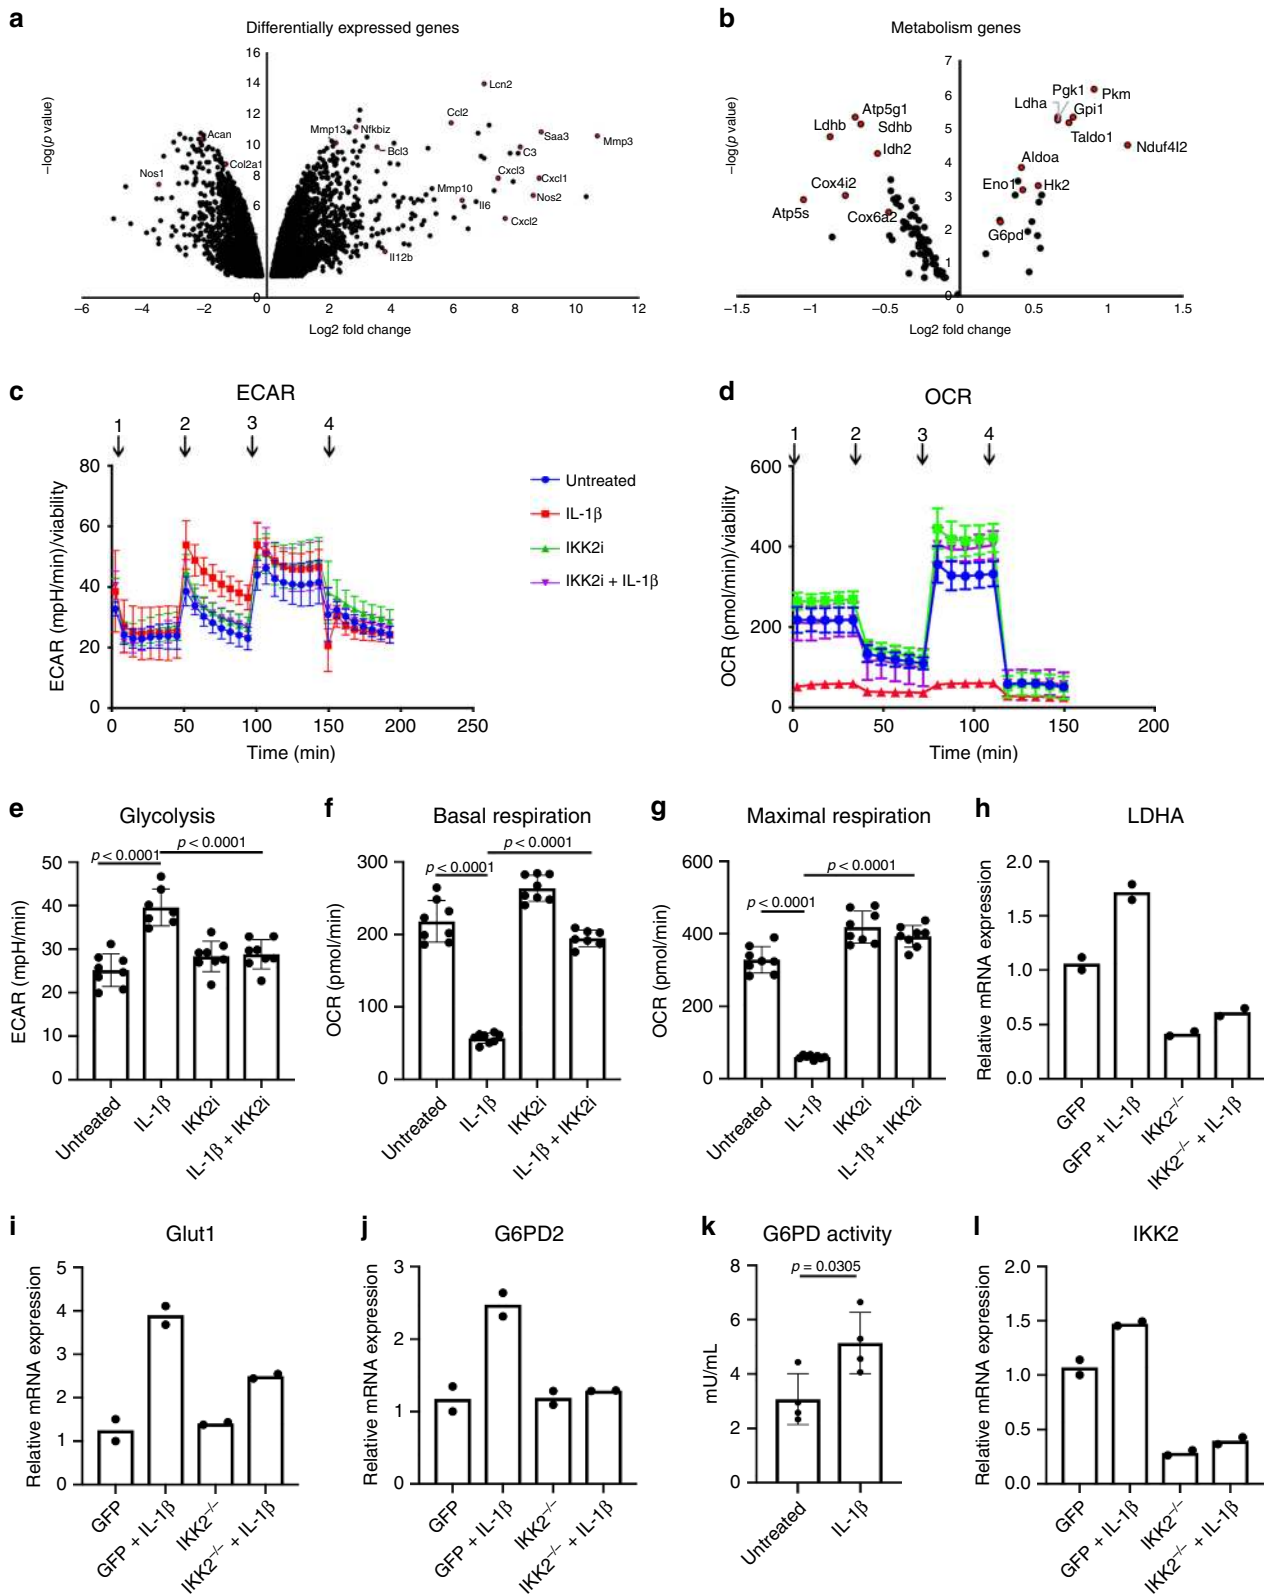 a
Differentially expressed genes
–log(p value)
16
14
12
10
8
6
0
–6
–4
–2
0
2
4
6
8
10
12
Log2 fold change
Lcn2
Ccl2
Acan
Mmp13
Nfkbiz
Saa3
Mmp3
Bcl3
C3
Col2a1
Nos1
Cxcl3
Cxcl1
Mmp10
Nos2
Il6
Cxcl2
Il12b
b
Metabolism genes
–log(p value)
7
6
5
4
3
2
1
0
–1.5
–1
–0.5
0
0.5
1
1.5
Log2 fold change
Pgk1
Pkm
Ldha
Gpi1
Atp5g1
Ldhb
Sdhb
Taldo1
Idh2
Nduf4l2
Aldoa
Cox4i2
Eno1
Hk2
Atp5s
Cox6a2
G6pd
c
ECAR
1
2
3
4
ECAR (mpH/min)/viability
80
60
40
20
0
0
50
100
150
200
250
Time (min)
Untreated
IL-1β
IKK2i
IKK2i + IL-1β
d
OCR
1
2
3
4
OCR (pmol/min)/viability
600
400
200
0
0
50
100
150
200
Time (min)
e
Glycolysis
p < 0.0001
p < 0.0001
ECAR (mpH/min)
50
40
30
20
10
0
Untreated
IL-1β
IKK2i
IL-1β + IKK2i
f
Basal respiration
p < 0.0001
p < 0.0001
OCR (pmol/min)
300
200
100
0
Untreated
IL-1β
IKK2i
IL-1β + IKK2i
g
Maximal respiration
p < 0.0001
p < 0.0001
OCR (pmol/min)
600
400
200
0
Untreated
IL-1β
IKK2i
IL-1β + IKK2i
h
LDHA
Relative mRNA expression
2.0
1.5
1.0
0.5
0.0
GFP
GFP + IL-1β
IKK2⁻/⁻
IKK2⁻/⁻ + IL-1β
i
Glut1
Relative mRNA expression
5
4
3
2
1
0
GFP
GFP + IL-1β
IKK2⁻/⁻
IKK2⁻/⁻ + IL-1β
j
G6PD2
Relative mRNA expression
3
2
1
0
GFP
GFP + IL-1β
IKK2⁻/⁻
IKK2⁻/⁻ + IL-1β
k
G6PD activity
p = 0.0305
mU/mL
8
6
4
2
0
Untreated
IL-1β
l
IKK2
Relative mRNA expression
2.0
1.5
1.0
0.5
0.0
GFP
GFP + IL-1β
IKK2⁻/⁻
IKK2⁻/⁻ + IL-1β